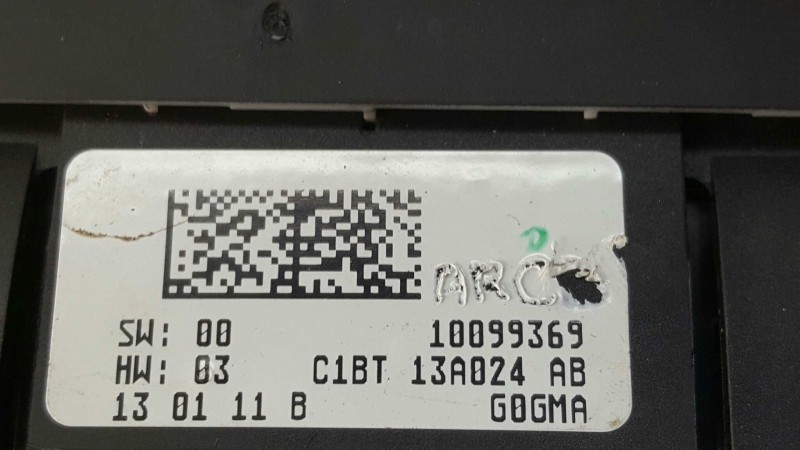 ARC
SW: 00 10099369
HW: 03 C1BT 13A024 AB
13 01 11 B G0GMA